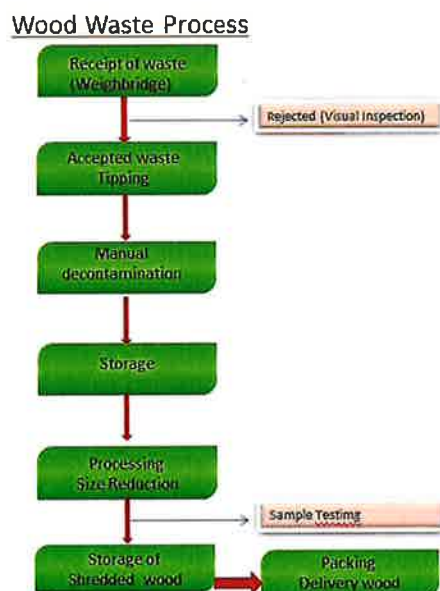 Wood Waste Process
Receipt of waste
(Weighbridge)
Rejected (Visual Inspection)
Accepted waste
Tipping
Manual
decontamination
Storage
Processing
Size Reduction
Sample Testimg
Storage of
Shredded wood
Packing
Delivery wood